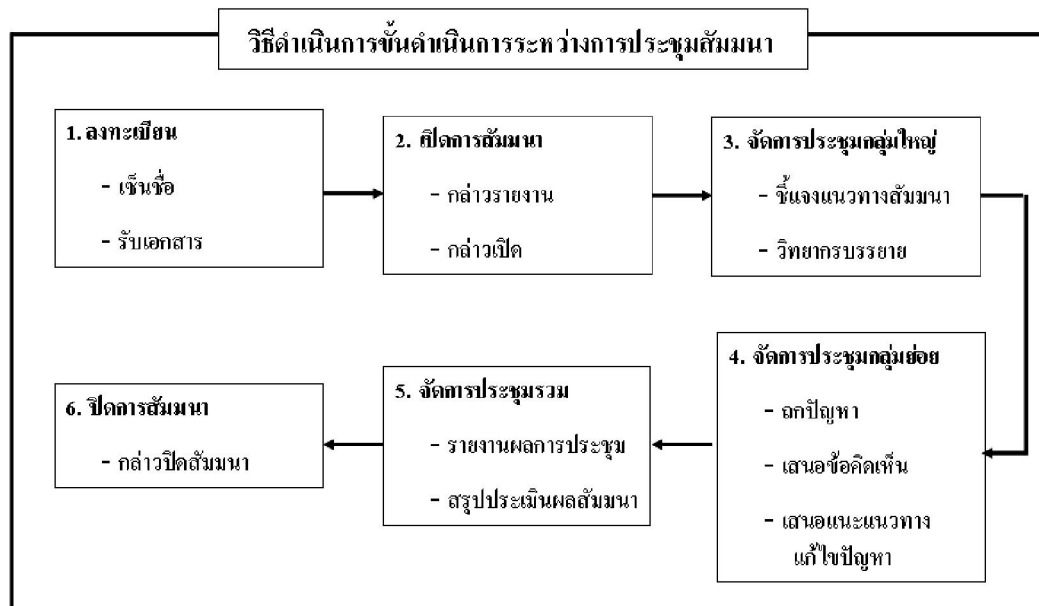 วิธีดำเนินการขั้นดำเนินการระหว่างการประชุมสัมมนา
1. ลงทะเบียน
- เซ็นชื่อ
- รับเอกสาร
2. เปิดการสัมมนา
- กล่าวรายงาน
- กล่าวเปิด
3. จัดการประชุมกลุ่มใหญ่
- ชี้แจงแนวทางสัมมนา
- วิทยากรบรรยาย
4. จัดการประชุมกลุ่มย่อย
- ถกปัญหา
- เสนอข้อคิดเห็น
- เสนอแนะแนวทาง
แก้ไขปัญหา
5. จัดการประชุมรวม
- รายงานผลการประชุม
- สรุปประเมินผลสัมมนา
6. ปิดการสัมมนา
- กล่าวปิดสัมมนา